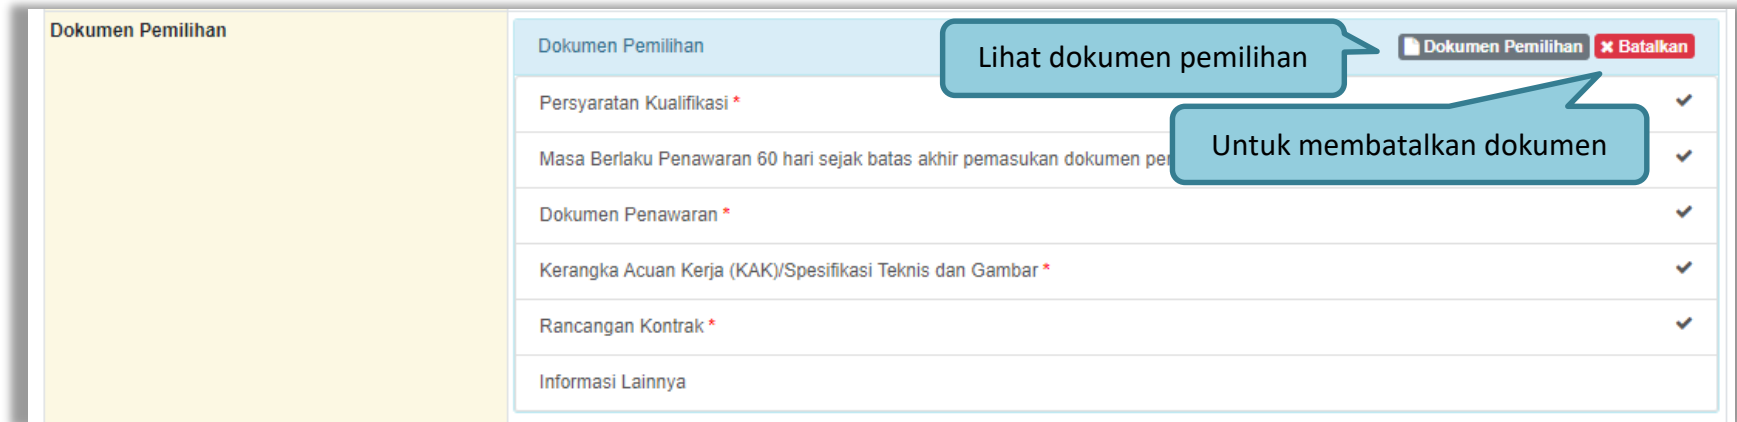 Dokumen Pemilihan
Dokumen Pemilihan
Lihat dokumen pemilihan
Dokumen Pemilihan
Batalkan
Persyaratan Kualifikasi *
Untuk membatalkan dokumen
Masa Berlaku Penawaran 60 hari sejak batas akhir pemasukan dokumen
Dokumen Penawaran *
Kerangka Acuan Kerja (KAK)/Spesifikasi Teknis dan Gambar *
Rancangan Kontrak *
Informasi Lainnya